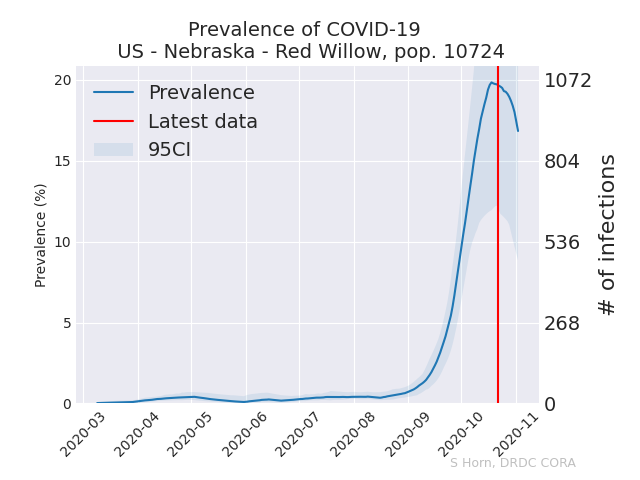 Prevalence of COVID-19
US - Nebraska - Red Willow, pop. 10724
Prevalence
Latest data
95CI
20
15
10
5
0
Prevalence (%)
1072
804
536
268
0
# of infections
2020-03
2020-04
2020-05
2020-06
2020-07
2020-08
2020-09
2020-10
2020-11
S Horn, DRDC CORA